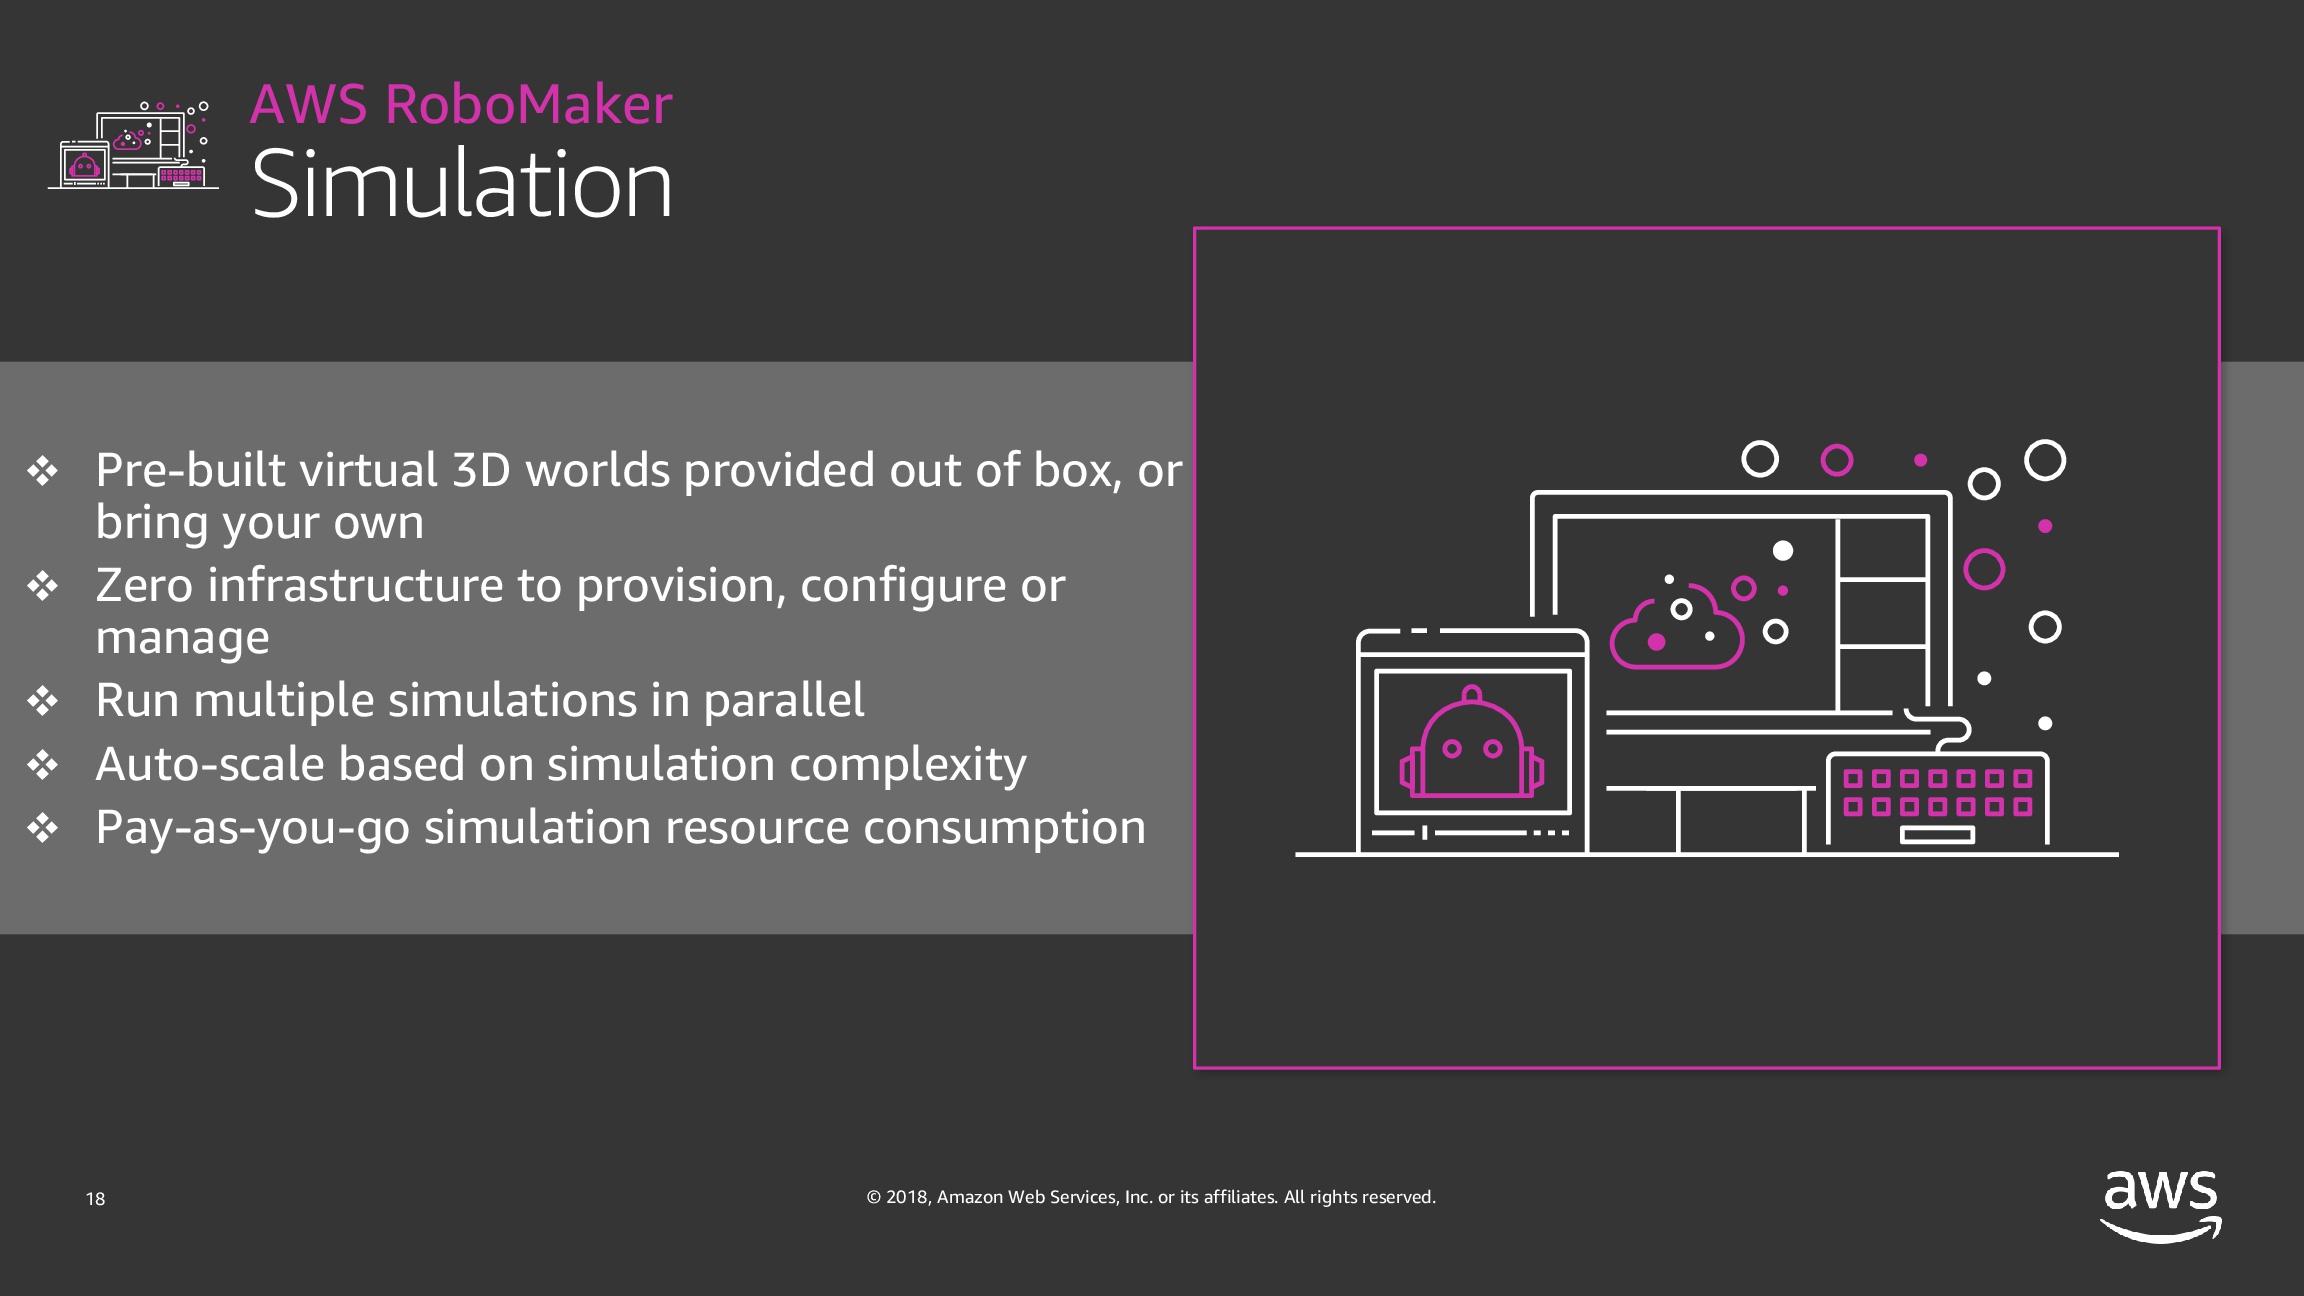 AWS RoboMaker
Simulation
❖ Pre-built virtual 3D worlds provided out of box, or
bring your own
❖ Zero infrastructure to provision, configure or
manage
❖ Run multiple simulations in parallel
❖ Auto-scale based on simulation complexity
❖ Pay-as-you-go simulation resource consumption
18
© 2018, Amazon Web Services, Inc. or its affiliates. All rights reserved.
aws